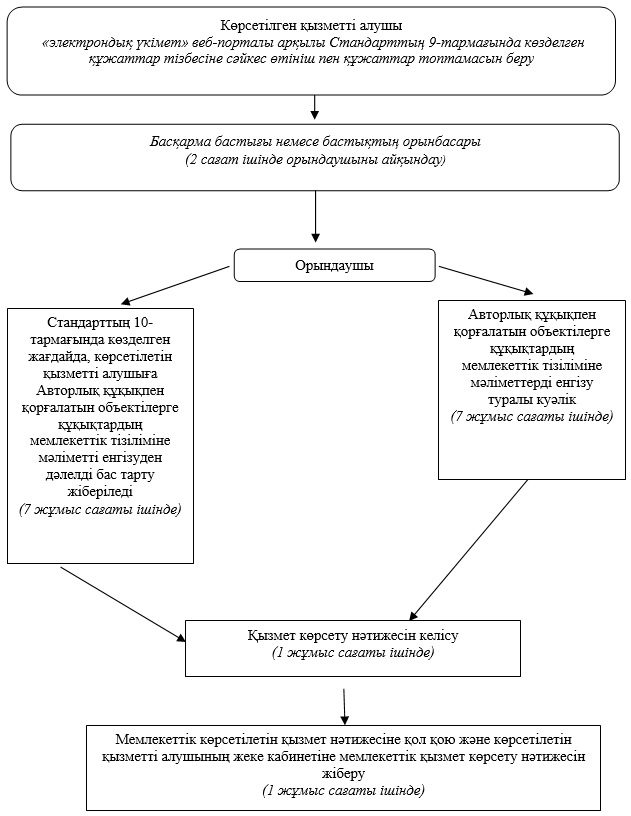 Көрсетілген қызметті алушы
«электрондық үкімет» веб-порталы арқылы Стандарттың 9-тармағында көзделген
құжаттар тізбесіне сәйкес өтініш пен құжаттар топтамасын беру
Басқарма бастығы немесе бастықтың орынбасары
(2 сағат ішінде орындаушыны айқындау)
Орындаушы
Стандарттың 10-
тармағында көзделген
жағдайда, көрсетілетін
қызметті алушыға
Авторлық құқықпен
қорғалатын объектілерге
құқықтардың
мемлекеттік тізіліміне
мәліметті енгізуден
дәлелді бас тарту
жіберіледі
(7 жұмыс сағаты ішінде)
Авторлық құқықпен
қорғалатын объектілерге
құқықтардың
мемлекеттік тізіліміне
мәліметтерді енгізу
туралы куәлік
(7 жұмыс сағаты ішінде)
Қызмет көрсету нәтижесін келісу
(1 жұмыс сағаты ішінде)
Мемлекеттік көрсетілетін қызмет нәтижесіне қол қою және көрсетілетін
қызметті алушының жеке кабинетіне мемлекеттік қызмет көрсету нәтижесін
жіберу
(1 жұмыс сағаты ішінде)